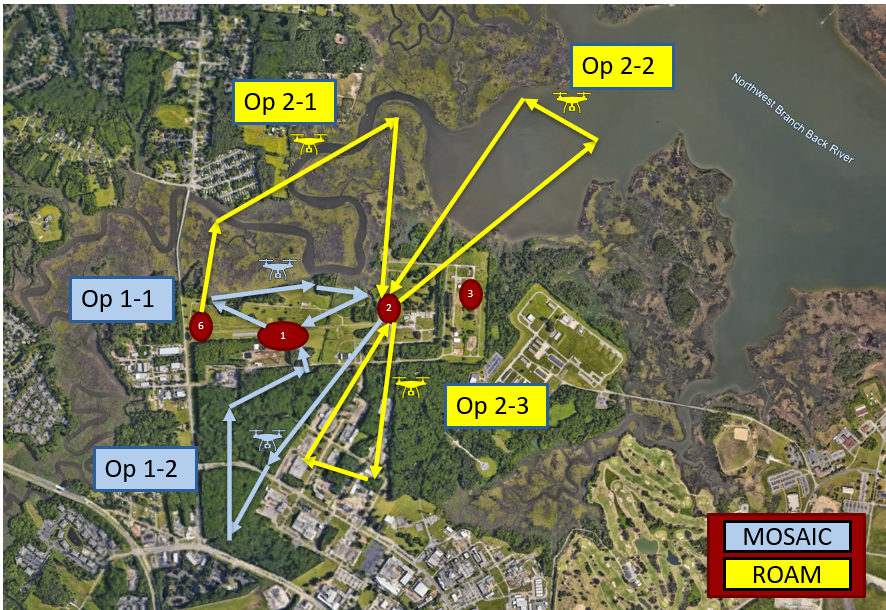 Op 2-2
Op 2-1
Northwest Branch Back River
Op 1-1
6
1
2
3
Op 2-3
Op 1-2
MOSAIC
ROAM